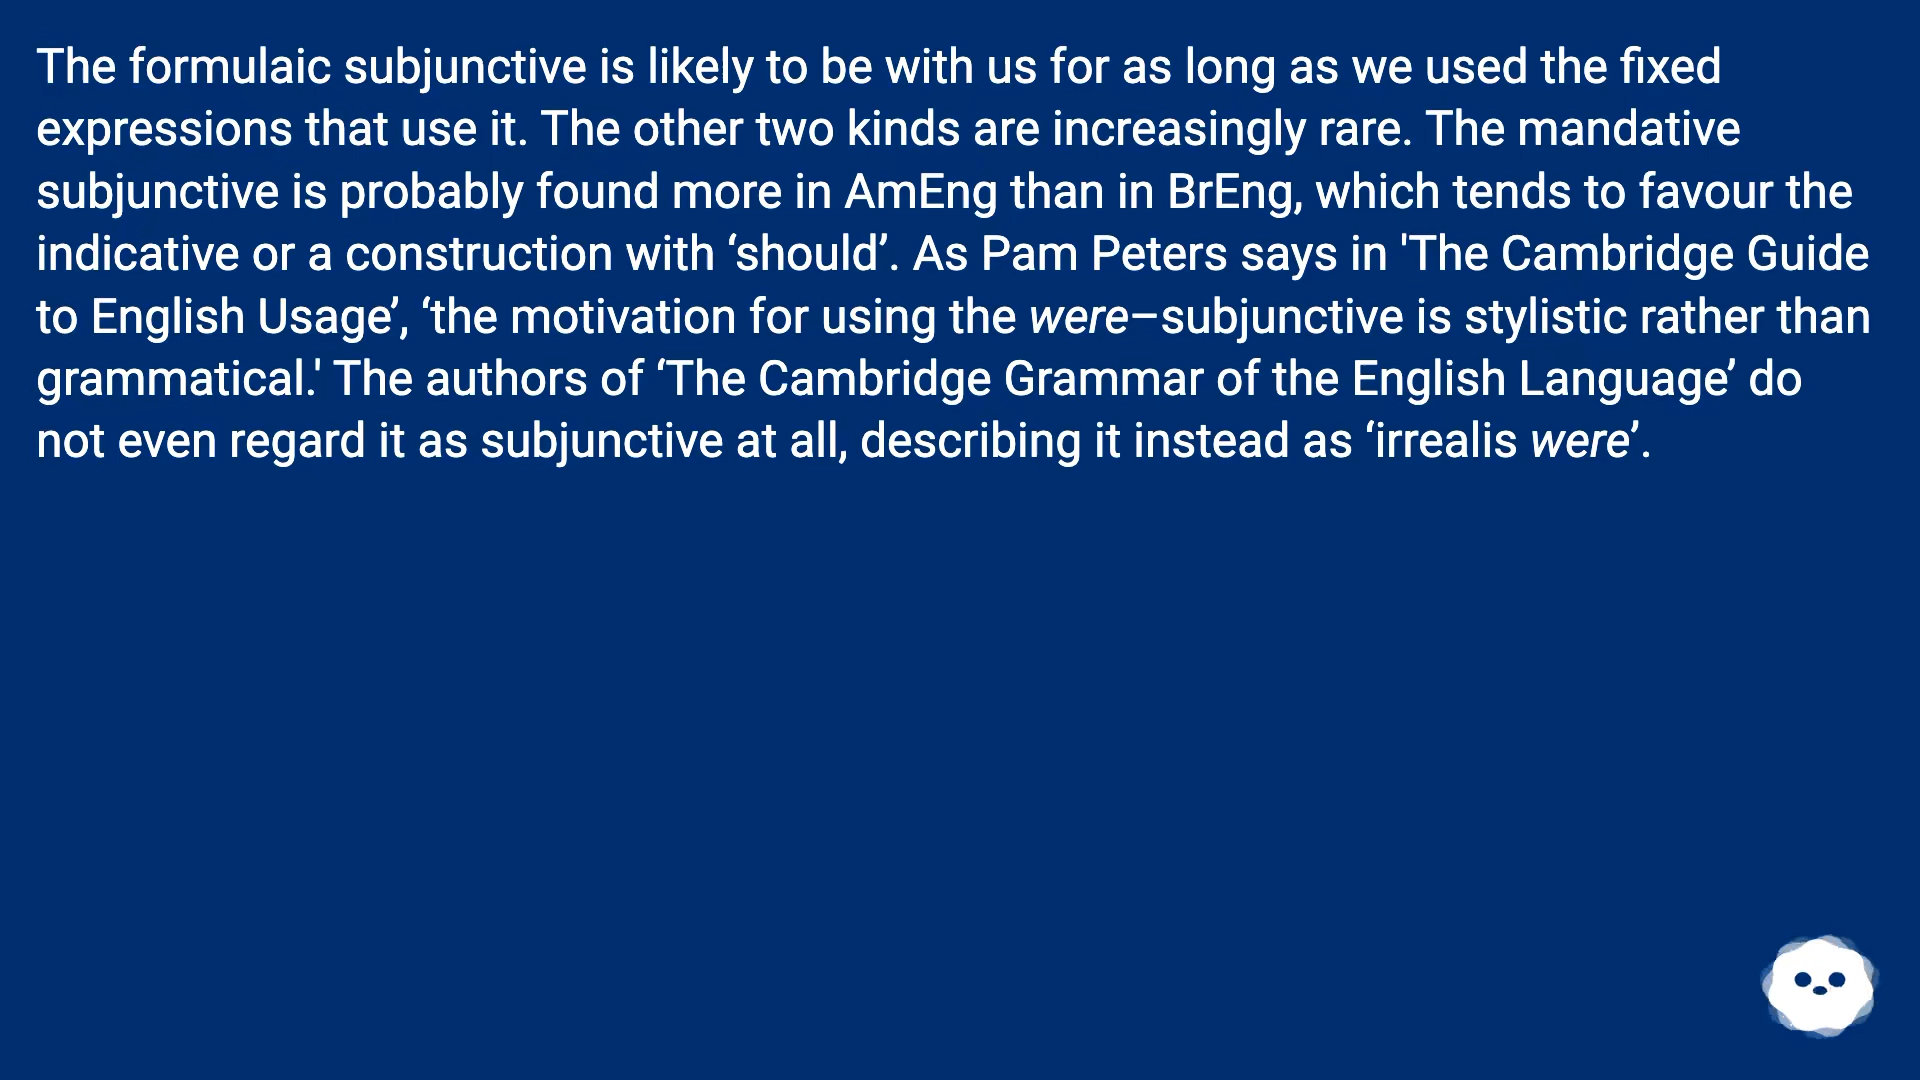 The formulaic subjunctive is likely to be with us for as long as we used the fixed
expressions that use it. The other two kinds are increasingly rare. The mandative
subjunctive is probably found more in AmEng than in BrEng, which tends to favour the
indicative or a construction with ‘should’. As Pam Peters says in 'The Cambridge Guide
to English Usage’, ‘the motivation for using the were–subjunctive is stylistic rather than
grammatical.' The authors of ‘The Cambridge Grammar of the English Language’ do
not even regard it as subjunctive at all, describing it instead as ‘irrealis were’.